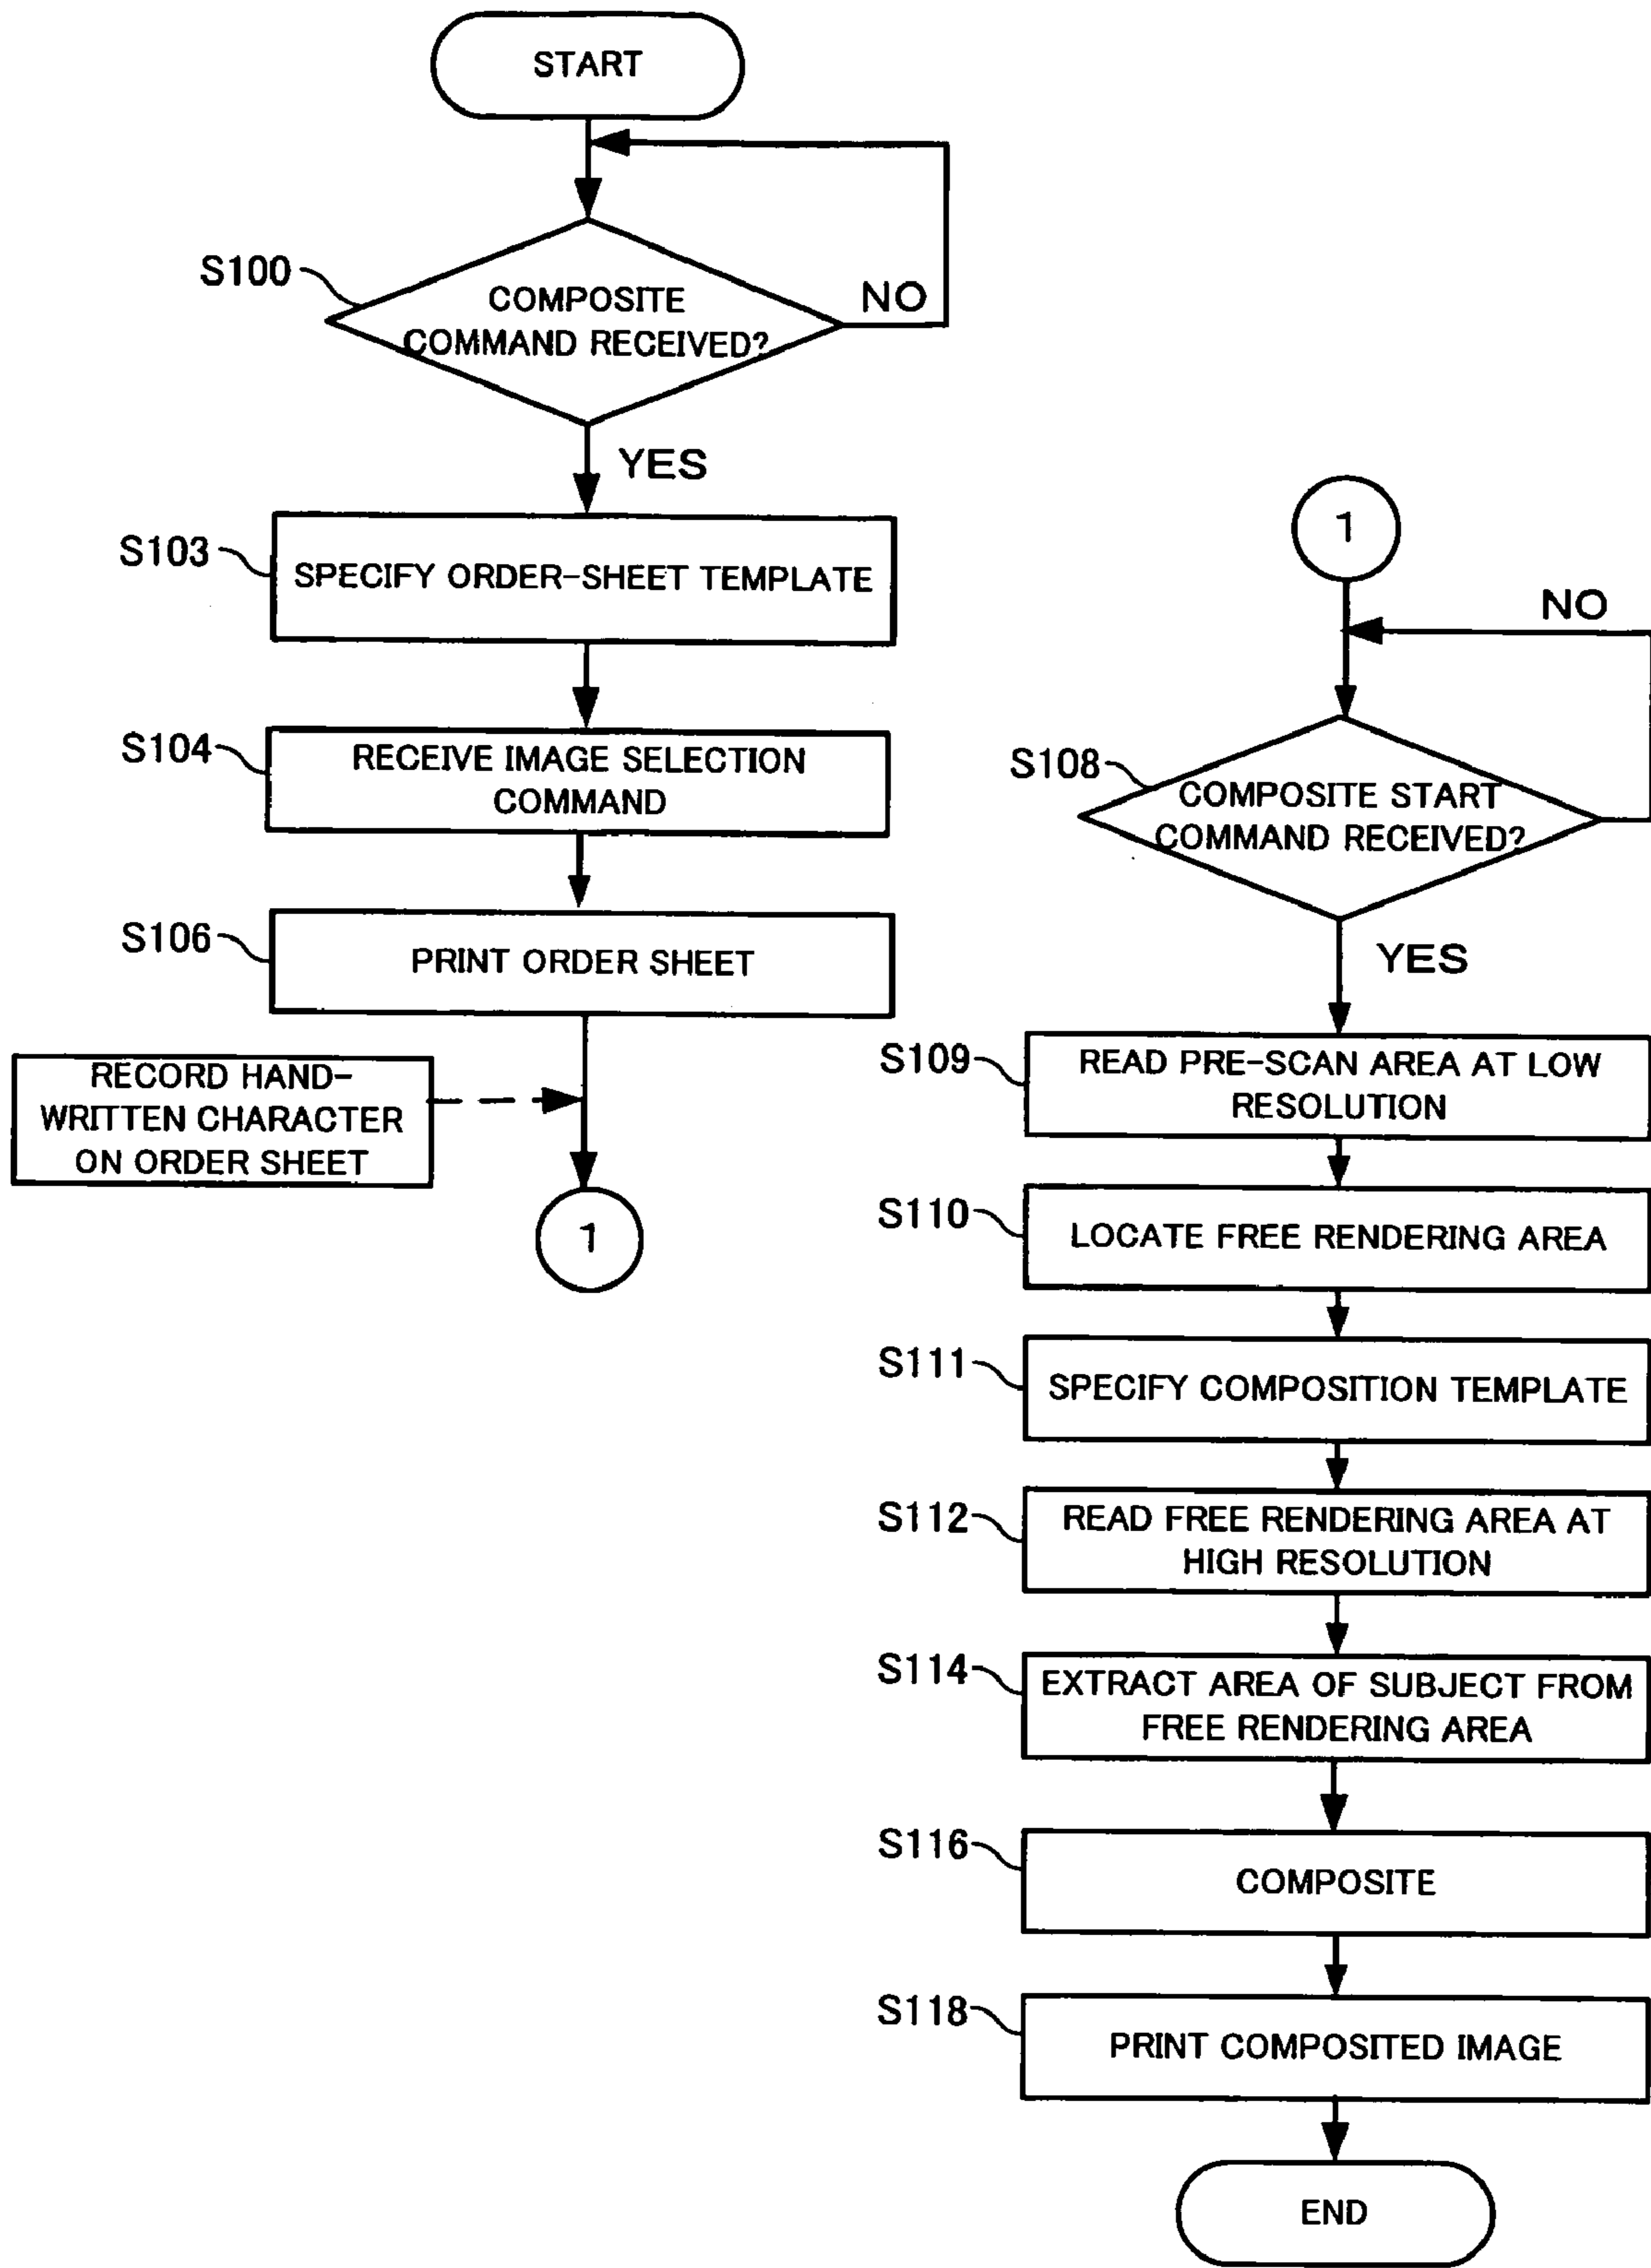 START
S100
COMPOSITE
COMMAND RECEIVED?
NO
YES
S103
SPECIFY ORDER-SHEET TEMPLATE
S104
RECEIVE IMAGE SELECTION
COMMAND
S106
PRINT ORDER SHEET
RECORD HAND-
WRITTEN CHARACTER
ON ORDER SHEET
1
1
NO
S108
COMPOSITE START
COMMAND RECEIVED?
YES
S109
READ PRE-SCAN AREA AT LOW
RESOLUTION
S110
LOCATE FREE RENDERING AREA
S111
SPECIFY COMPOSITION TEMPLATE
S112
READ FREE RENDERING AREA AT
HIGH RESOLUTION
S114
EXTRACT AREA OF SUBJECT FROM
FREE RENDERING AREA
S116
COMPOSITE
S118
PRINT COMPOSITED IMAGE
END